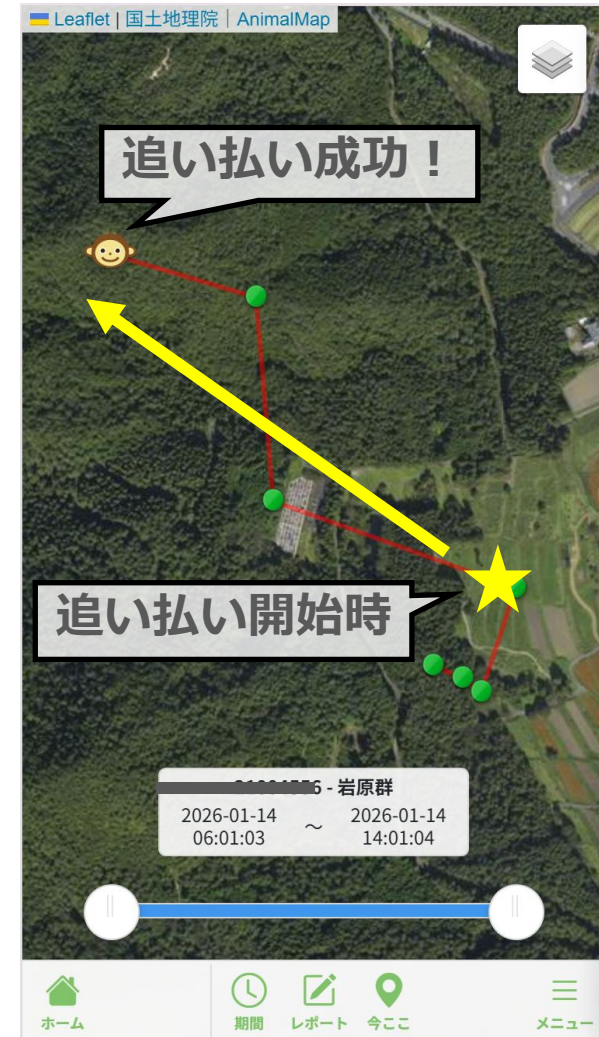 Leaflet | 国土地理院 | AnimalMap
追い払い成功！
追い払い開始時
6 - 岩原群
2026-01-14 ～ 2026-01-14
06:01:03 14:01:04
ホーム 期間 レポート 今ここ メニュー